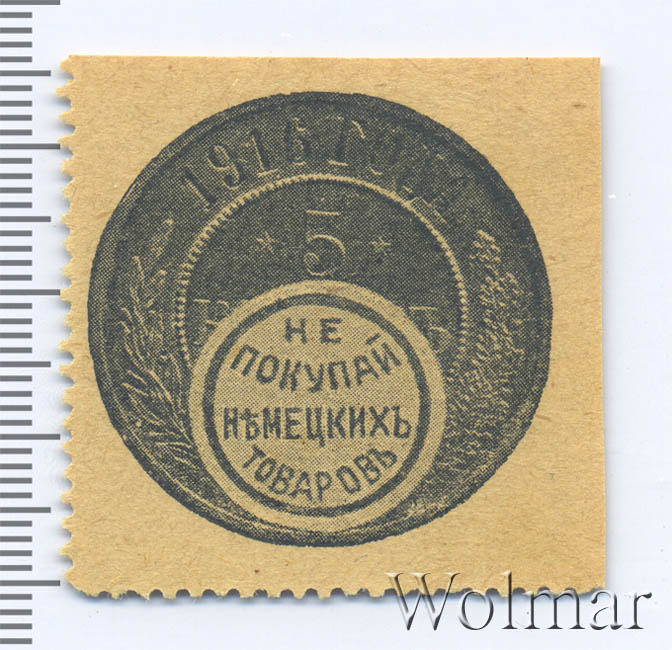 1916 ГОДА
* 5 *
НЕ
ПОКУПАЙ
НѢМЕЦКИХЪ
ТОВАРОВЪ
Wolmar